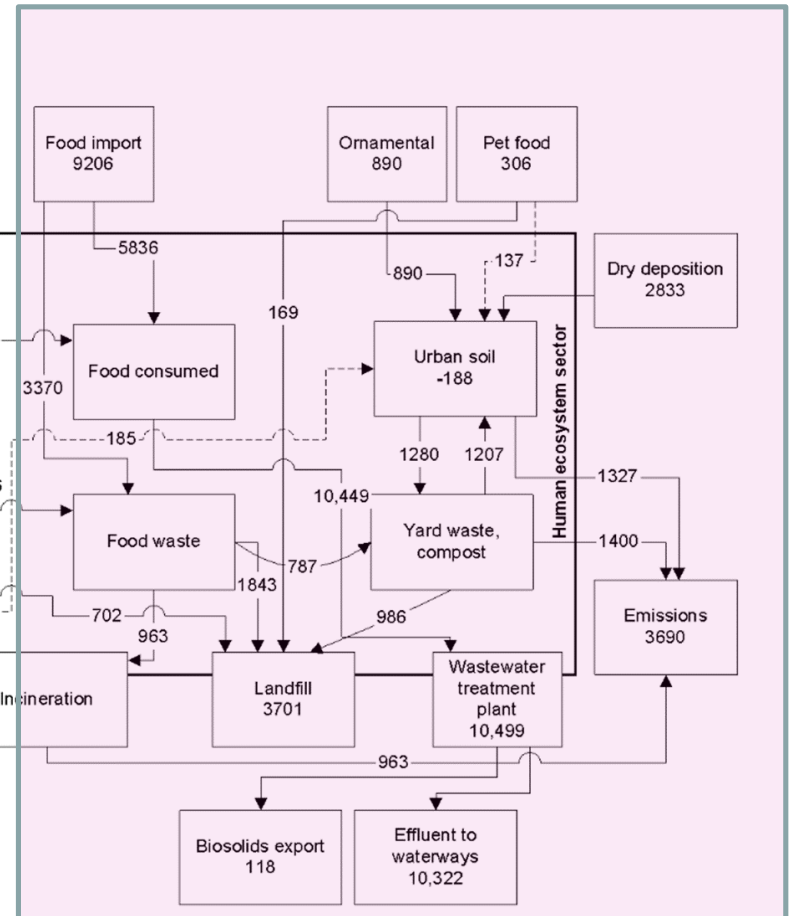 Food import
9206
Ornamental
890
Pet food
306
5836
137
Dry deposition
2833
890
169
Food consumed
Urban soil
-188
Human ecosystem sector
3370
185
1280
1207
1327
s
10,449
Food waste
Yard waste,
compost
1400
787
1843
986
702
963
Emissions
3690
Incineration
Landfill
3701
Wastewater
treatment
plant
10,499
963
Biosolids export
118
Effluent to
waterways
10,322